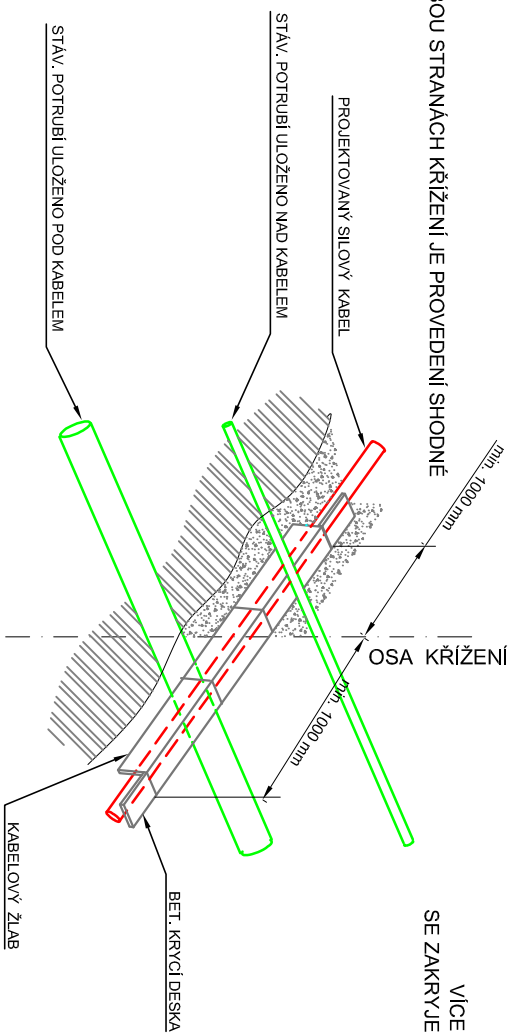 BOU STRANÁCH KŘÍŽENÍ JE PROVEDENÍ SHODNÉ
VÍCE
SE ZAKRYJE
min. 1000 mm
OSA KŘÍŽENÍ
min. 1000 mm
PROJEKTOVANÝ SILOVÝ KABEL
STÁV. POTRUBÍ ULOŽENO NAD KABELEM
STÁV. POTRUBÍ ULOŽENO POD KABELEM
BET. KRYCÍ DESKA
KABELOVÝ ŽLAB